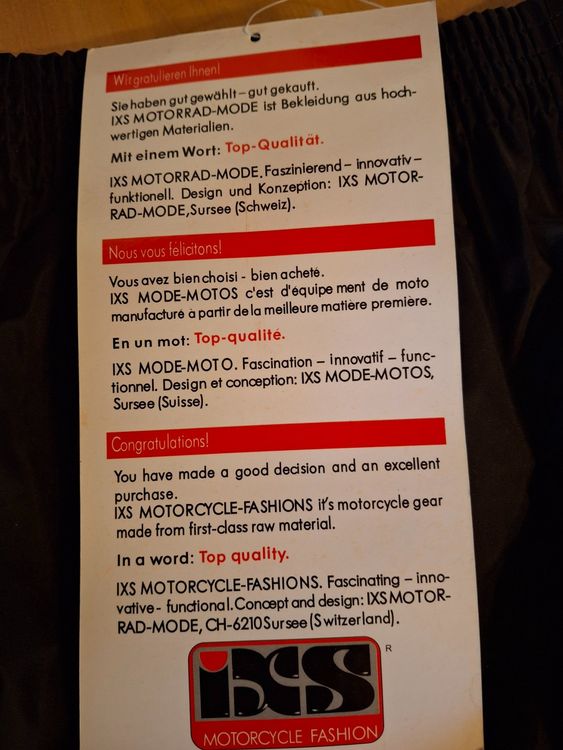 Wir gratulieren Ihnen!
Sie haben gut gewählt – gut gekauft.
IXS MOTORRAD-MODE ist Bekleidung aus hoch-
wertigen Materialien.
Mit einem Wort: Top-Qualität.
IXS MOTORRAD-MODE. Faszinierend – innovativ –
funktionell. Design und Konzeption: IXS MOTOR-
RAD-MODE, Sursee (Schweiz).
Nous vous félicitons!
Vous avez bien choisi - bien acheté.
IXS MODE-MOTOS c'est d'équipe ment de moto
manufacturé à partir de la meilleure matière première.
En un mot: Top-qualité.
IXS MODE-MOTO. Fascination – innovatif – func-
tionnel. Design et conception: IXS MODE-MOTOS,
Sursee (Suisse).
Congratulations!
You have made a good decision and an excellent
purchase.
IXS MOTORCYCLE-FASHIONS it's motorcycle gear
made from first-class raw material.
In a word: Top quality.
IXS MOTORCYCLE-FASHIONS. Fascinating – inno-
vative - functional. Concept and design: IXS MOTOR-
RAD-MODE, CH-6210 Sursee (Switzerland).
iXS ®
MOTORCYCLE FASHION